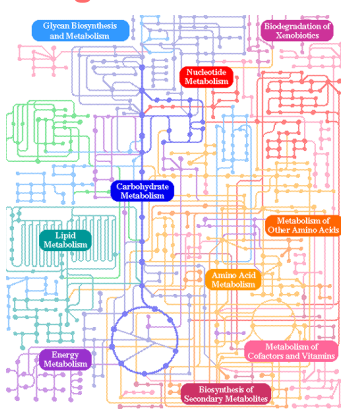 Glycan Biosynthesis
and Metabolism
Biodegradation of
Xenobiotics
Nucleotide
Metabolism
Carbohydrate
Metabolism
Lipid
Metabolism
Metabolism of
Other Amino Acids
Amino Acid
Metabolism
Energy
Metabolism
Metabolism of
Cofactors and Vitamins
Biosynthesis of
Secondary Metabolites